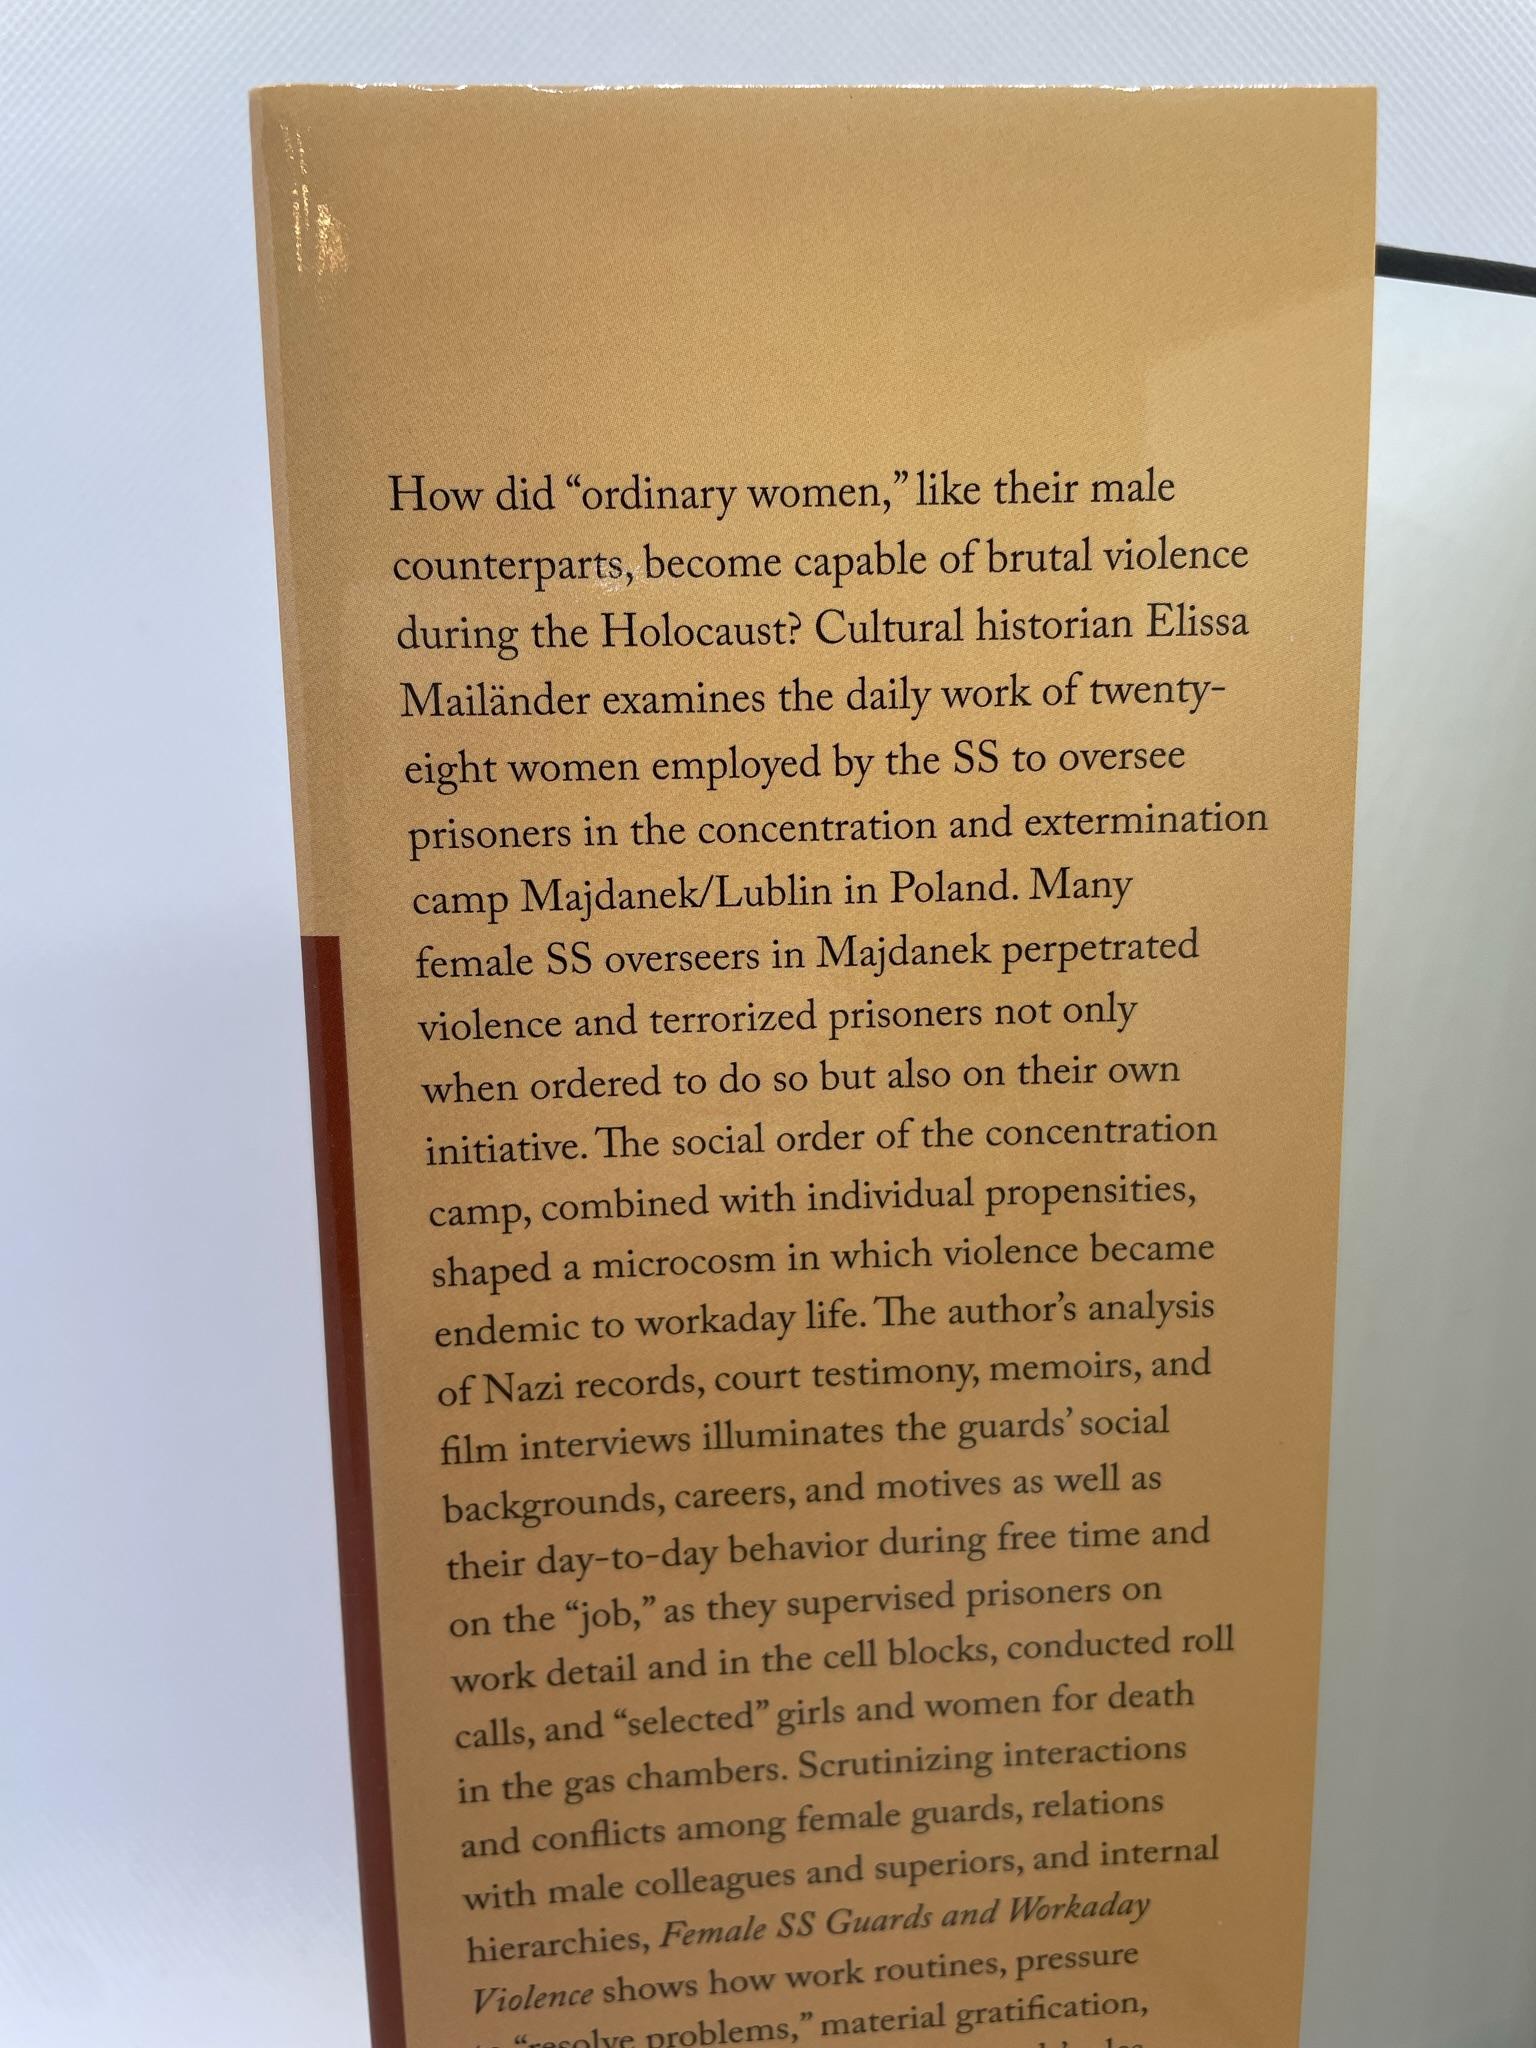 How did “ordinary women,” like their male
counterparts, become capable of brutal violence
during the Holocaust? Cultural historian Elissa
Mailänder examines the daily work of twenty-
eight women employed by the SS to oversee
prisoners in the concentration and extermination
camp Majdanek/Lublin in Poland. Many
female SS overseers in Majdanek perpetrated
violence and terrorized prisoners not only
when ordered to do so but also on their own
initiative. The social order of the concentration
camp, combined with individual propensities,
shaped a microcosm in which violence became
endemic to workaday life. The author’s analysis
of Nazi records, court testimony, memoirs, and
film interviews illuminates the guards’ social
backgrounds, careers, and motives as well as
their day-to-day behavior during free time and
on the “job,” as they supervised prisoners on
work detail and in the cell blocks, conducted roll
calls, and “selected” girls and women for death
in the gas chambers. Scrutinizing interactions
and conflicts among female guards, relations
with male colleagues and superiors, and internal
hierarchies, Female SS Guards and Workaday
Violence shows how work routines, pressure
“resolve problems,” material gratification,